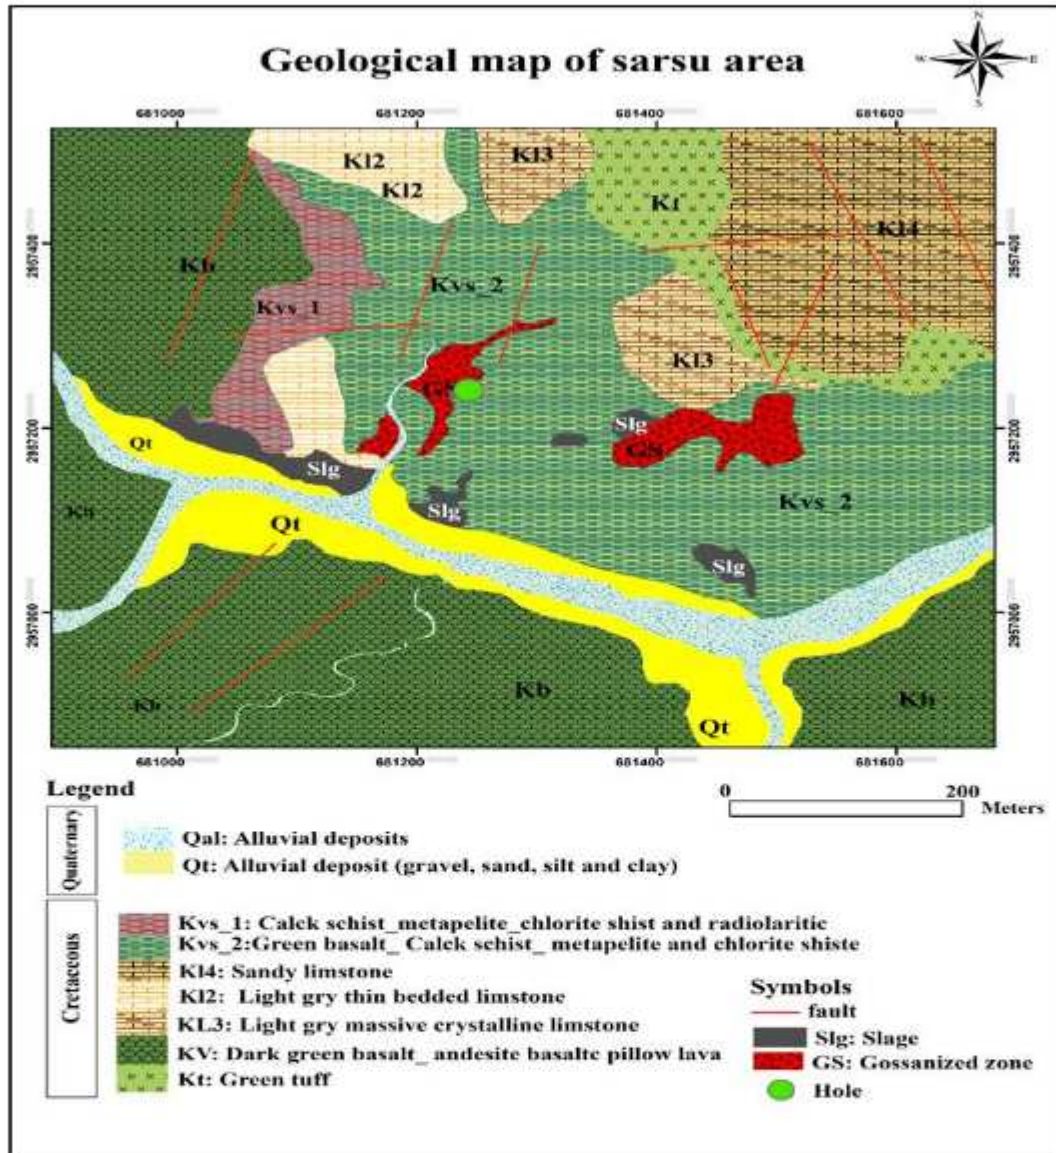 Geological map of sarsu area
N
W
E
S
681000
681200
681400
681600
Kl2
Kl2
Kl3
Kt
Kl4
Kb
Kvs_2
Kvs_1
Kl3
GS
Slg
GS
Qt
Slg
Slg
Kvs_2
Qt
Slg
Kb
Kb
Qt
2957400
2957200
2957000
2957400
2957200
2957000
681000
681200
681400
681600
Legend
0
200
Meters
Quaternary
Qal: Alluvial deposits
Qt: Alluvial deposit (gravel, sand, silt and clay)
Cretaceous
Kvs_1: Calck schist_metapelite_chlorite shist and radiolaritic
Kvs_2:Green basalt_ Calck schist_ metapelite and chlorite shiste
Kl4: Sandy limstone
Kl2: Light gry thin bedded limstone
KL3: Light gry massive crystalline limstone
KV: Dark green basalt_ andesite basaltc pillow lava
Kt: Green tuff
Symbols
fault
Slg: Slage
GS: Gossanized zone
Hole